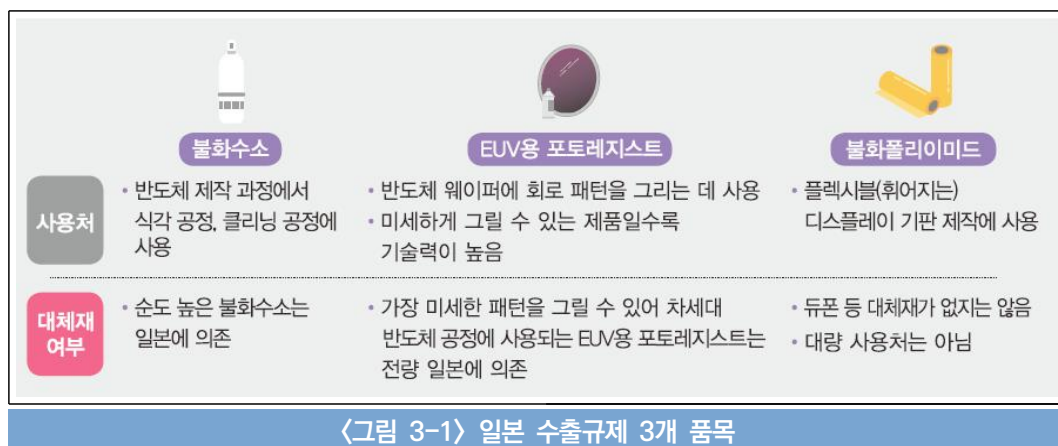 불화수소
EUV용 포토레지스트
불화폴리이미드
사용처
• 반도체 제작 과정에서
식각 공정, 클리닝 공정에
사용
• 반도체 웨이퍼에 회로 패턴을 그리는 데 사용
• 미세하게 그릴 수 있는 제품일수록
기술력이 높음
• 플렉시블(휘어지는)
디스플레이 기판 제작에 사용
대체재
여부
• 순도 높은 불화수소는
일본에 의존
• 가장 미세한 패턴을 그릴 수 있어 차세대
반도체 공정에 사용되는 EUV용 포토레지스트는
전량 일본에 의존
• 듀폰 등 대체재가 없지는 않음
• 대량 사용처는 아님
<그림 3-1> 일본 수출규제 3개 품목